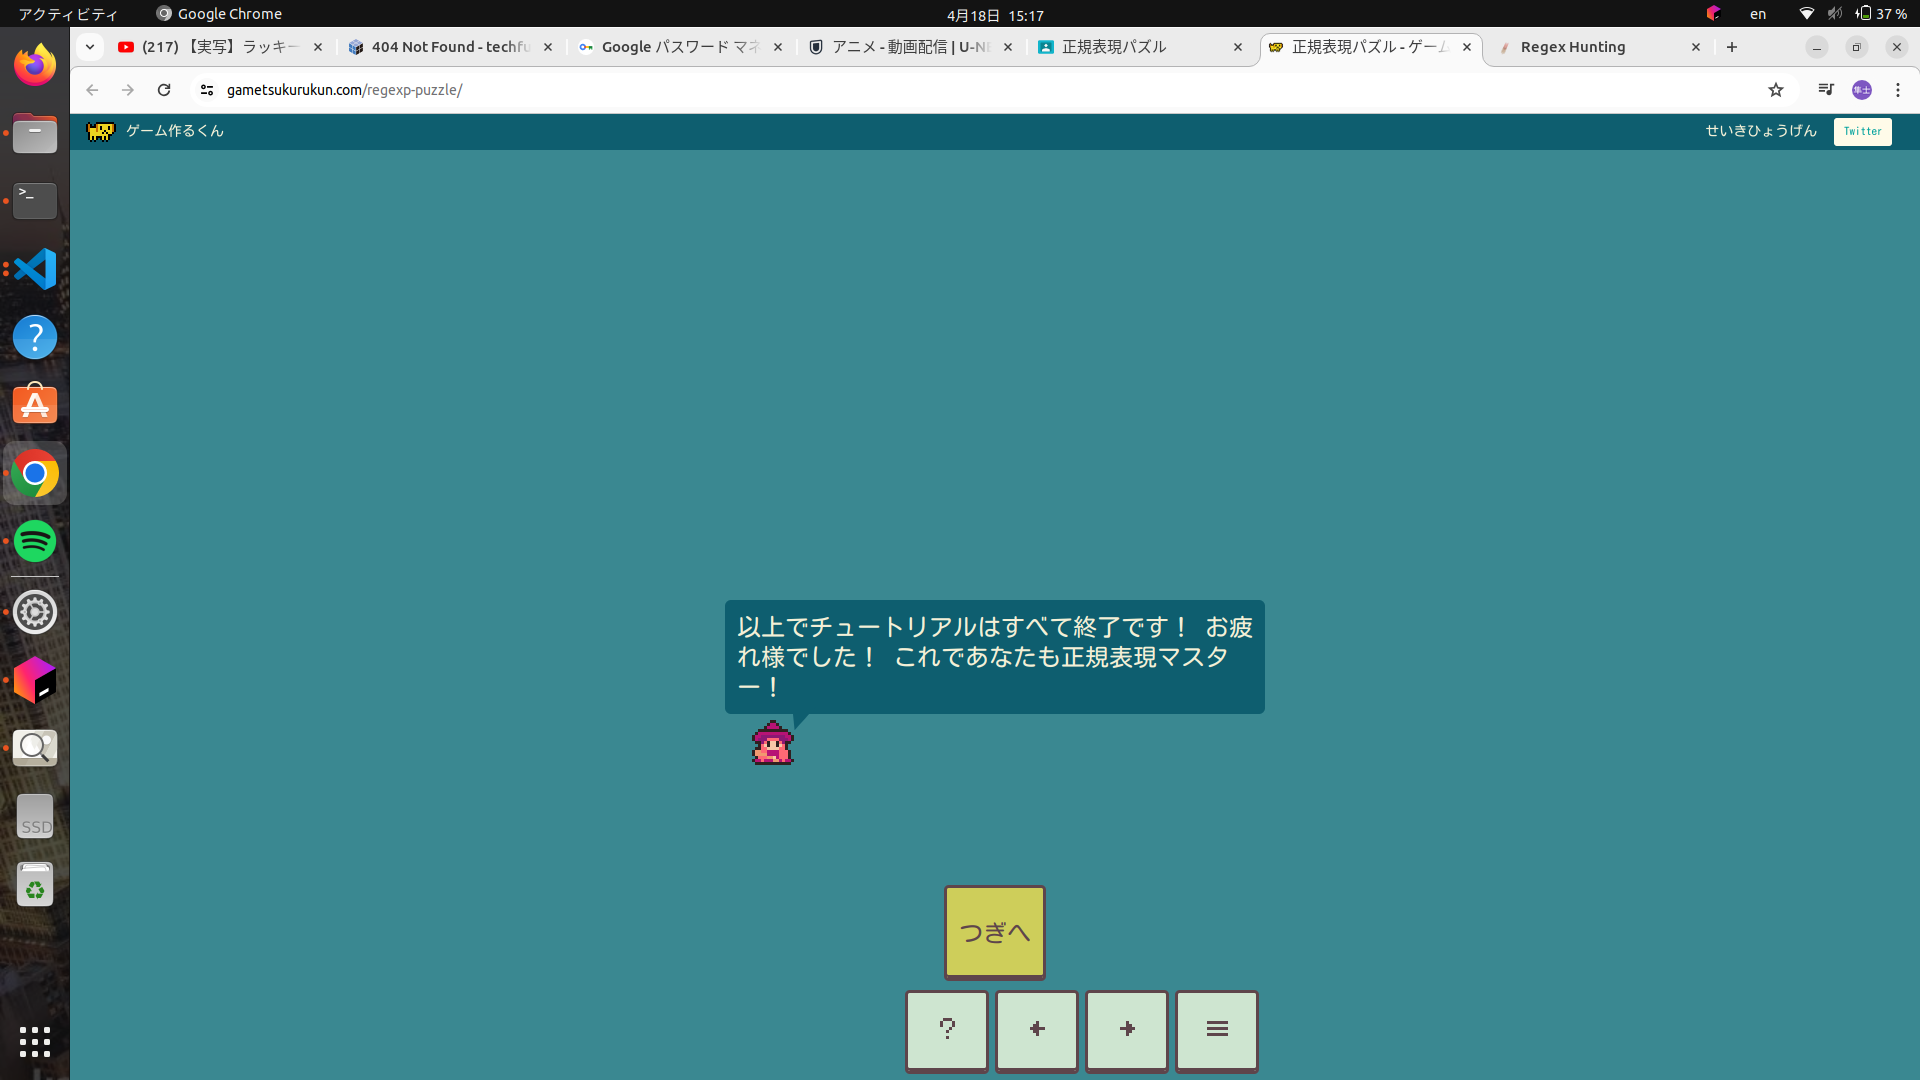 アクティビティ
Google Chrome
4月18日 15:17
en
37 %
(217) 【実写】ラッキー
404 Not Found - techfu
Google パスワード マネ
アニメ - 動画配信 | U-NE
正規表現パズル
正規表現パズル - ゲーム
Regex Hunting
gametsukurukun.com/regexp-puzzle/
隼士
ゲーム作るくん
せいきひょうげん
Twitter
以上でチュートリアルはすべて終了です！ お疲
れ様でした！ これであなたも正規表現マスタ
ー！
つぎへ
?
SSD